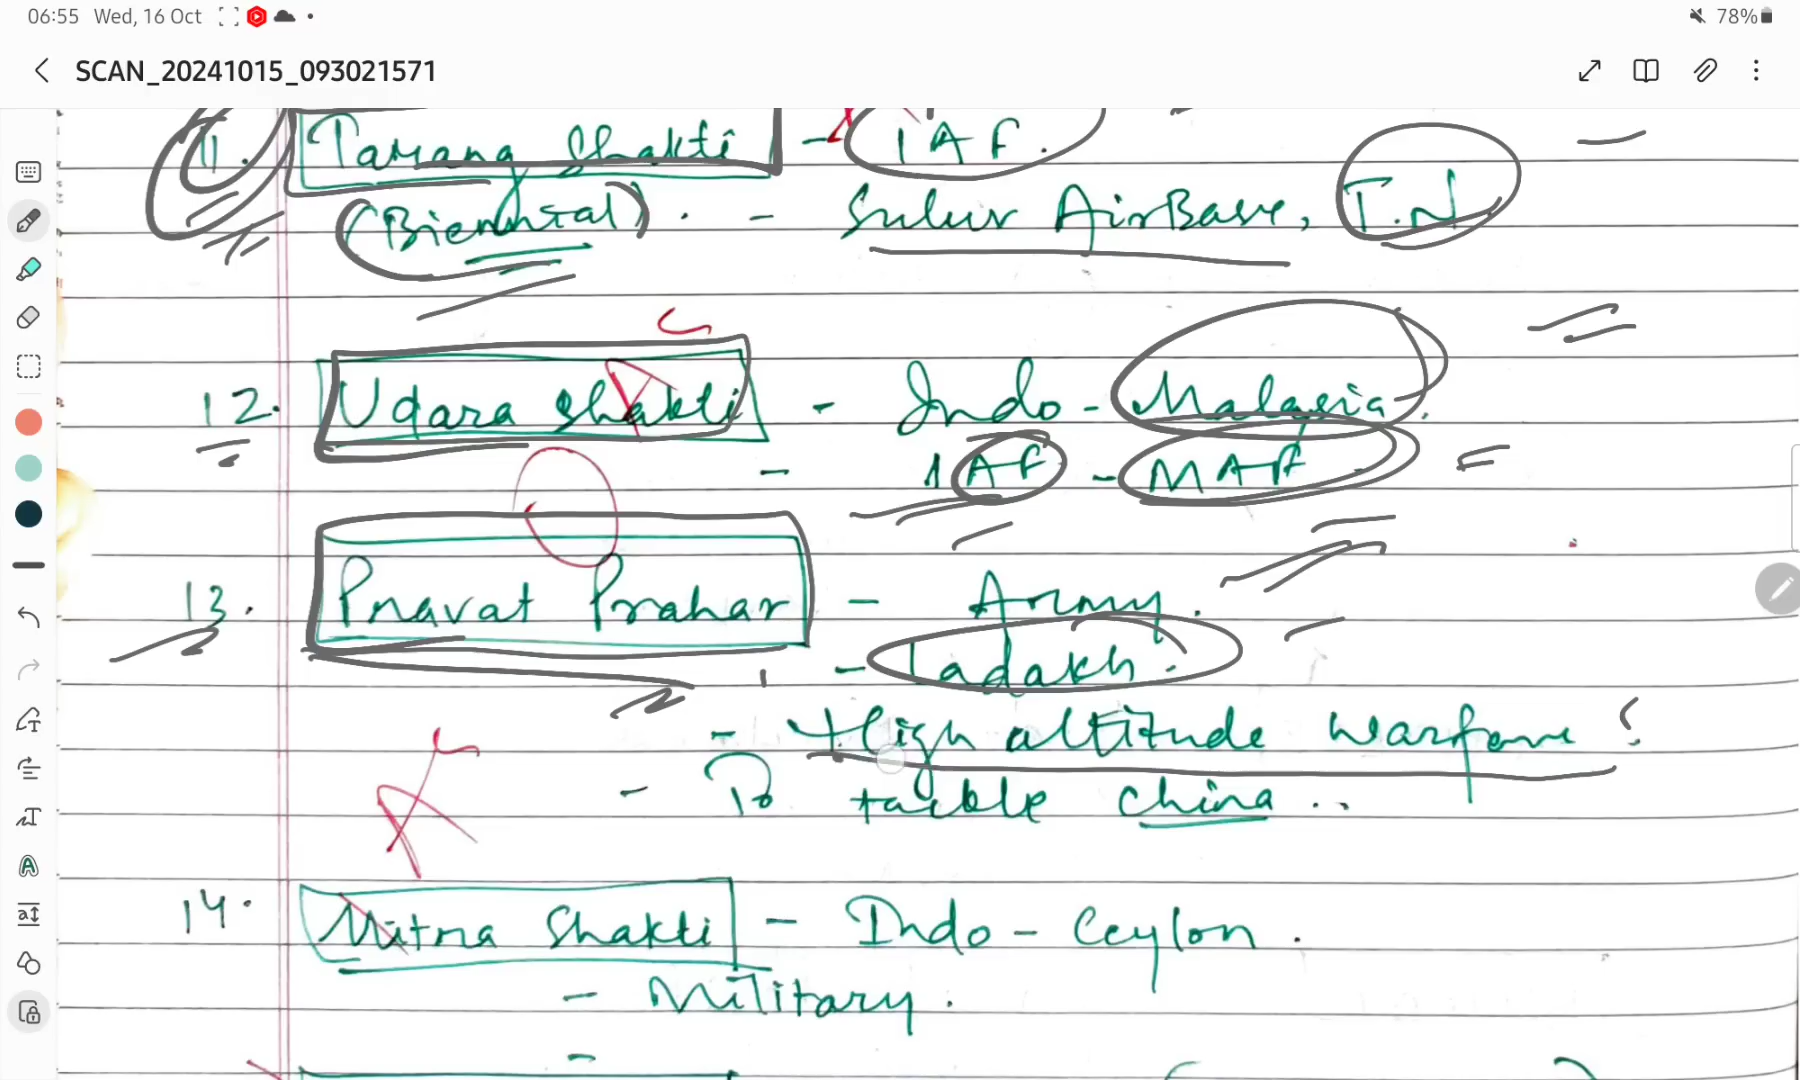 06:55 Wed, 16 Oct
78%
SCAN_20241015_093021571
11. Tarang Shakti - IAF.
(Biennial). - Sulur AirBase, T.N
12. Udara Shakti - Indo-Malaysia.
- IAF - MAF
13. Pravat Prahar - Army.
- Ladakh.
- High altitude warfare
- To tackle China ..
14. Mitra Shakti - Indo - Ceylon.
- Military.